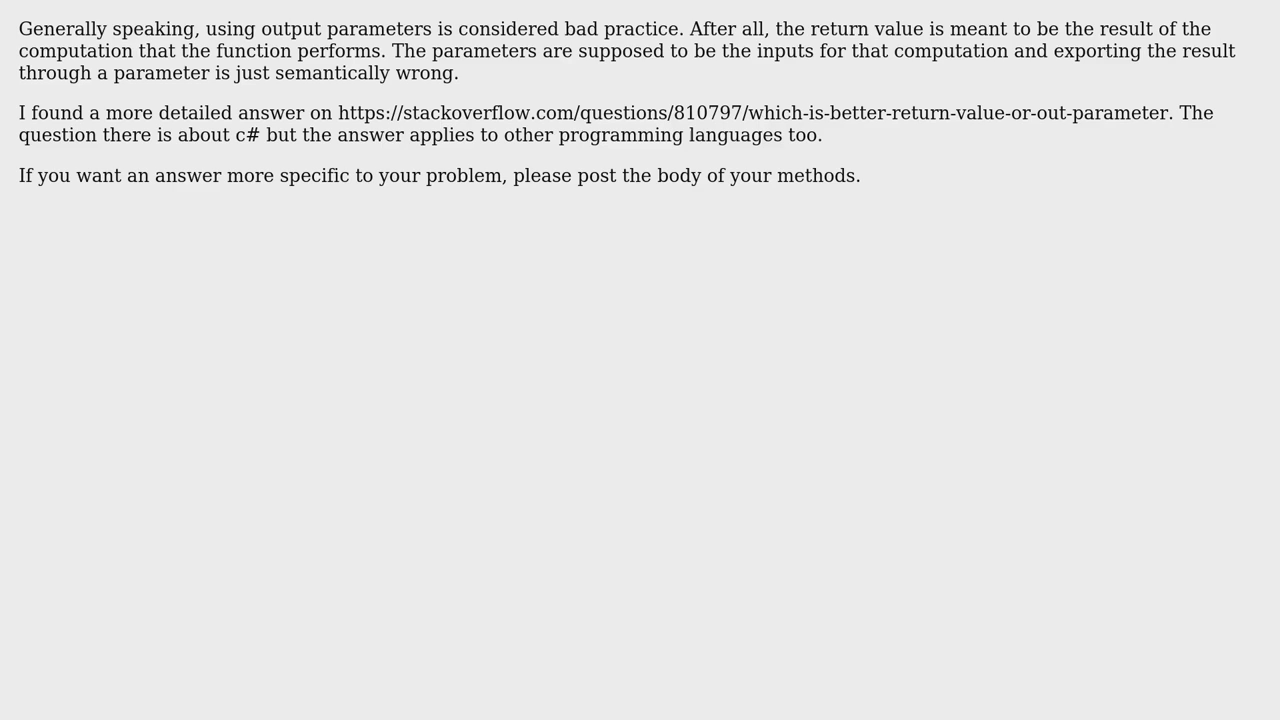 Generally speaking, using output parameters is considered bad practice. After all, the return value is meant to be the result of the
computation that the function performs. The parameters are supposed to be the inputs for that computation and exporting the result
through a parameter is just semantically wrong.
I found a more detailed answer on https://stackoverflow.com/questions/810797/which-is-better-return-value-or-out-parameter. The
question there is about c# but the answer applies to other programming languages too.
If you want an answer more specific to your problem, please post the body of your methods.